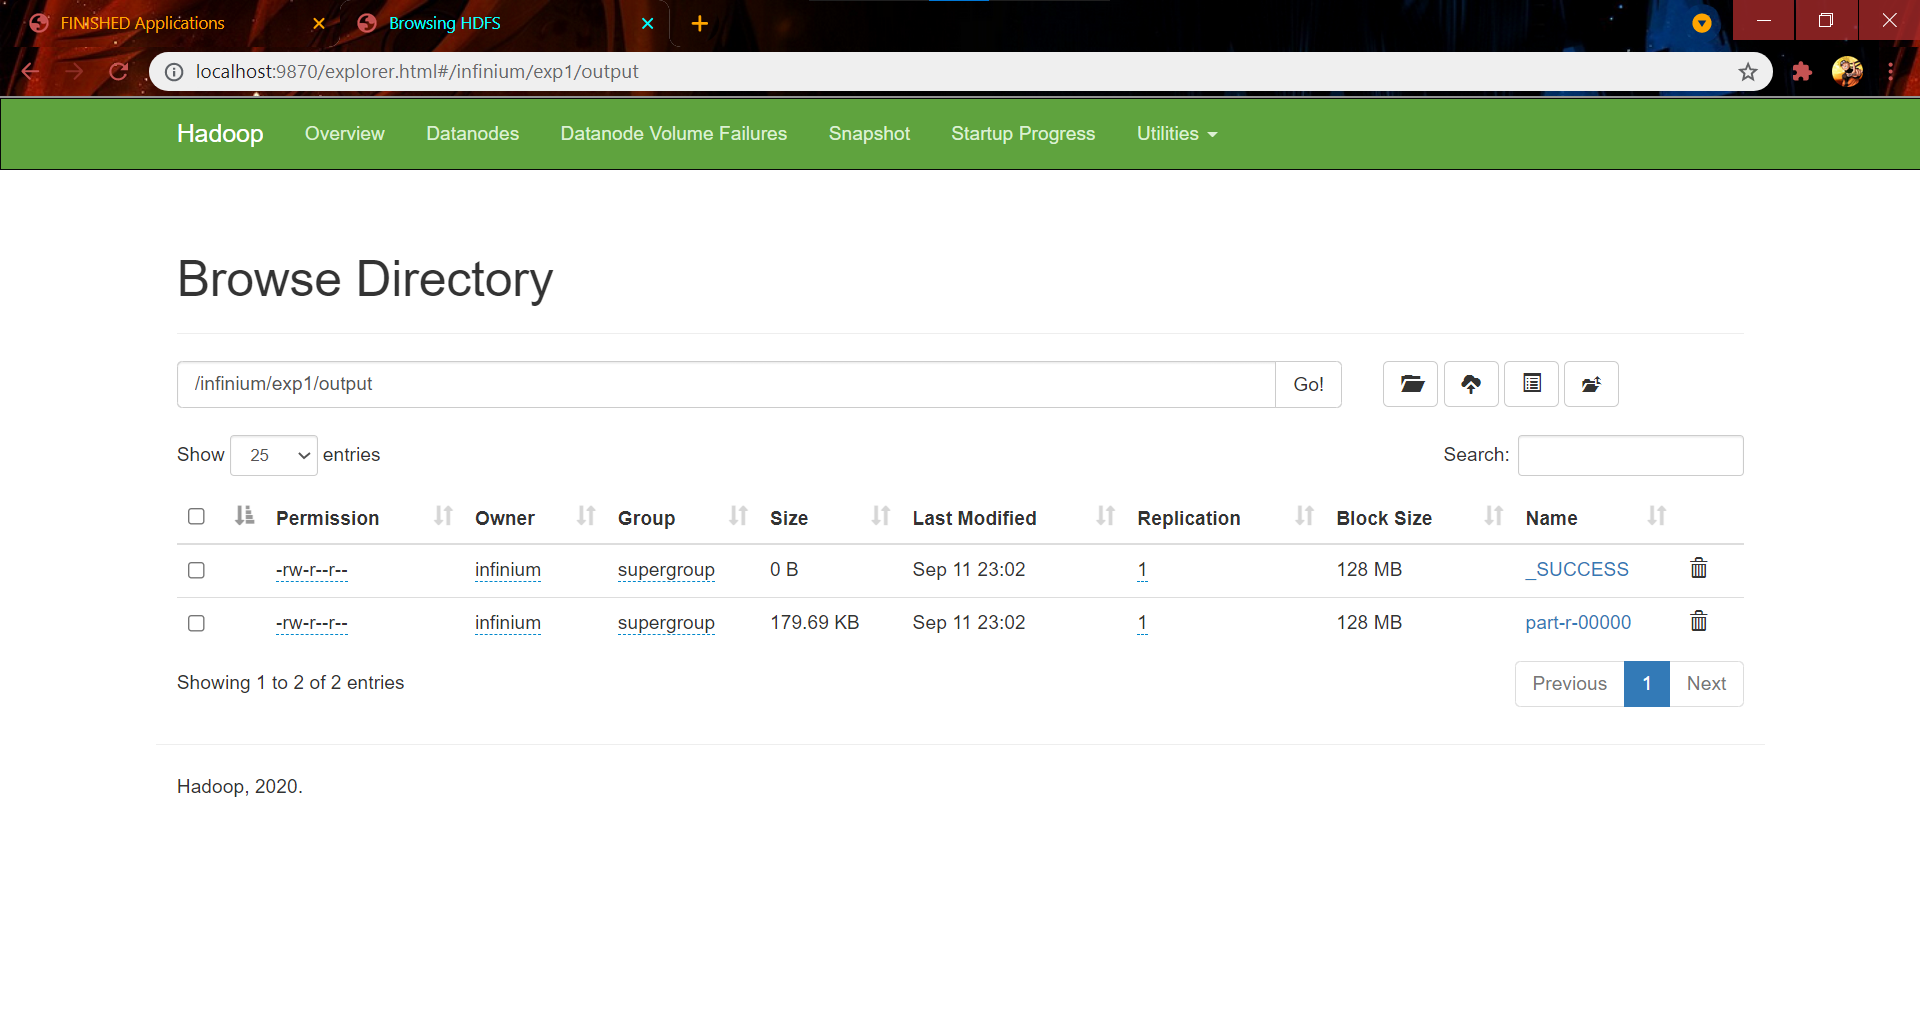 FINISHED Applications
Browsing HDFS
localhost:9870/explorer.html#/infinium/exp1/output
Hadoop Overview Datanodes Datanode Volume Failures Snapshot Startup Progress Utilities
Browse Directory
/infinium/exp1/output Go!
Show 25 entries Search:
Permission Owner Group Size Last Modified Replication Block Size Name
-rw-r--r-- infinium supergroup 0 B Sep 11 23:02 1 128 MB _SUCCESS
-rw-r--r-- infinium supergroup 179.69 KB Sep 11 23:02 1 128 MB part-r-00000
Showing 1 to 2 of 2 entries Previous 1 Next
Hadoop, 2020.